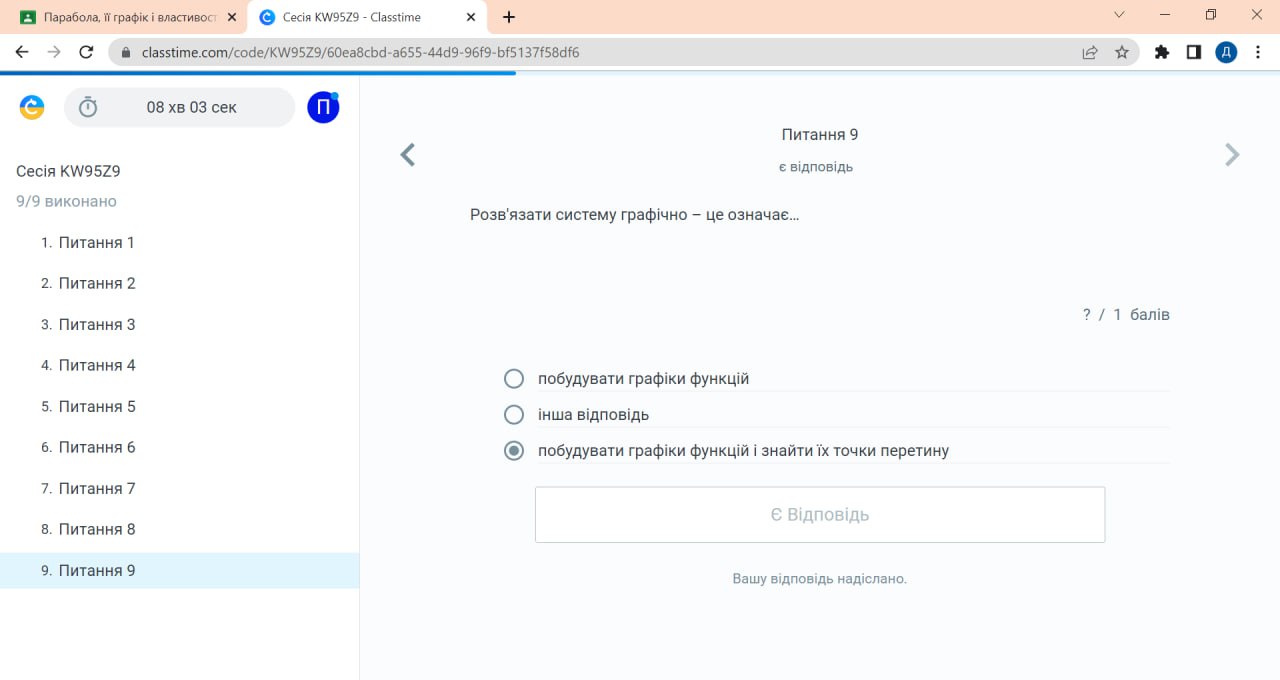 Парабола, її графік і властивост
Сесія KW95Z9 - Classtime
classtime.com/code/KW95Z9/60ea8cbd-a655-44d9-96f9-bf5137f58df6
Д
08 хв 03 сек
П
Сесія KW95Z9
9/9 виконано
1. Питання 1
2. Питання 2
3. Питання 3
4. Питання 4
5. Питання 5
6. Питання 6
7. Питання 7
8. Питання 8
9. Питання 9
Питання 9
є відповідь
Розв'язати систему графічно – це означає...
? / 1 балів
побудувати графіки функцій
інша відповідь
побудувати графіки функцій і знайти їх точки перетину
Є Відповідь
Вашу відповідь надіслано.